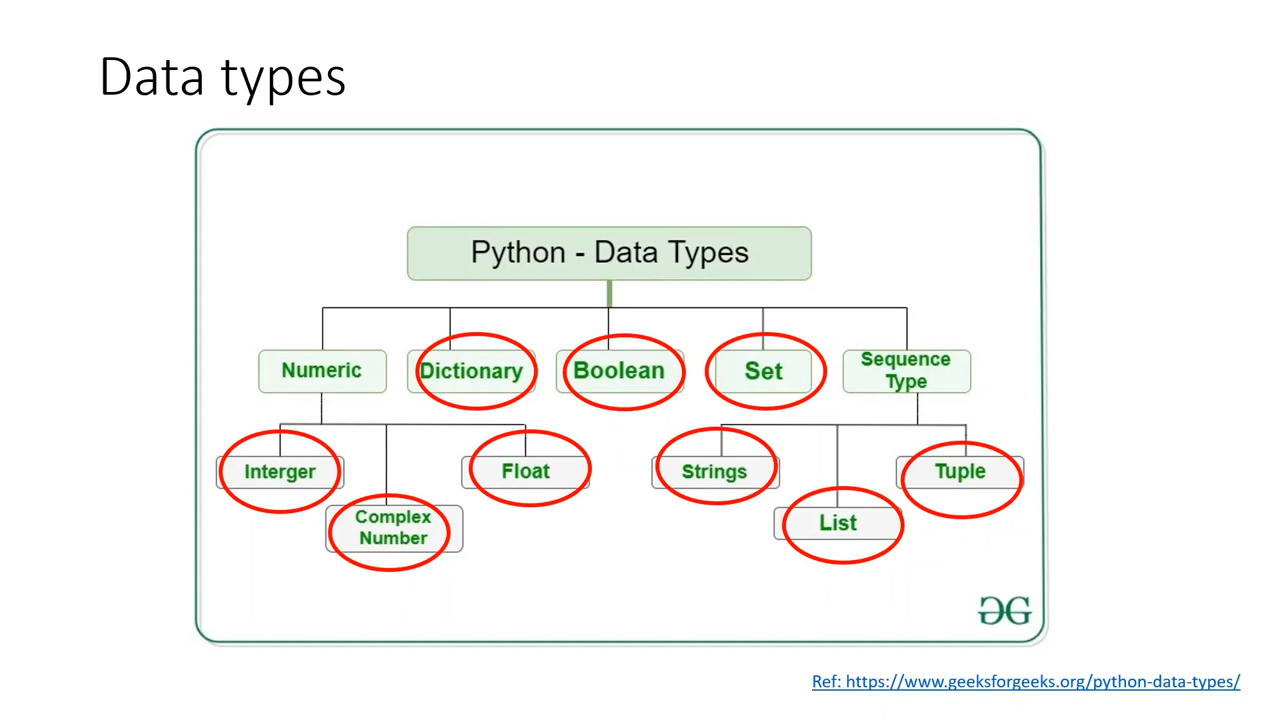 Data types
Python - Data Types
Numeric
Dictionary
Boolean
Set
Sequence
Type
Interger
Complex
Number
Float
Strings
List
Tuple
Ref: https://www.geeksforgeeks.org/python-data-types/